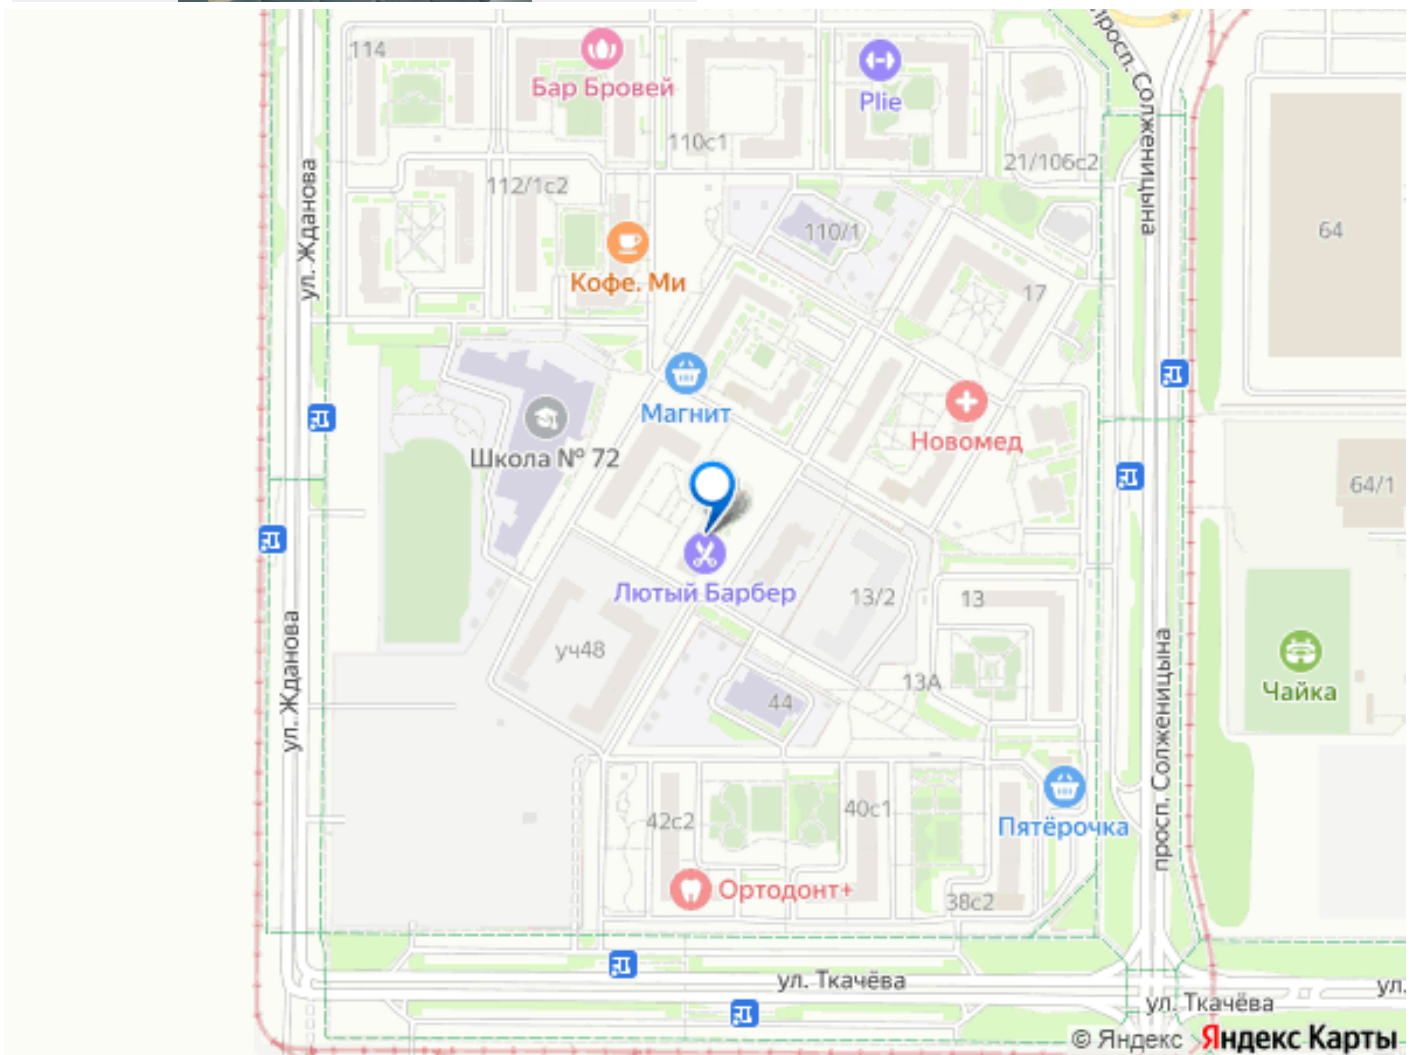 114
Бар Бровей
Plie
просп. Солженицына
110с1
21/106с2
112/1с2
ул. Жданова
110/1
64
Кофе. Ми
17
Магнит
Новомед
Школа № 72
64/1
Лютый Барбер
13/2
13
уч48
13А
44
Чайка
ул. Жданова
просп. Солженицына
42с2
40с1
Пятёрочка
Ортодонт+
38с2
ул. Ткачёва
ул. Ткачёва
ул.
© Яндекс Яндекс Карты